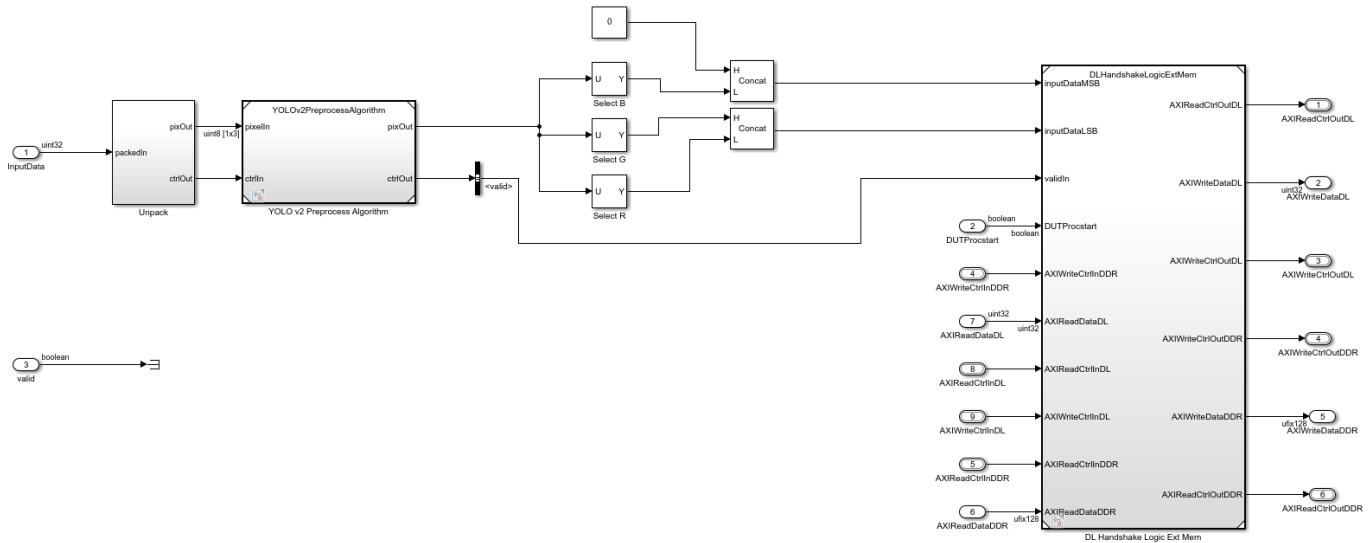 0
DLHandshakeLogicExtMem
H
Concat
L
inputDataMSB
U Y
Select B
YOLOv2PreprocessAlgorithm
AXIReadCtrlOutDL
1
AXIReadCtrlOutDL
pixOut
uint8 [1x3]
pixelIn
pixOut
U Y
Select G
H
Concat
L
inputDataLSB
uint32
1
InputData
packedIn
ctrlOut
ctrlIn
ctrlOut
<valid>
Unpack
YOLO v2 Preprocess Algorithm
U Y
Select R
validIn
AXIWriteDataDL
uint32
2
AXIWriteDataDL
boolean
2
boolean
DUTProcstart
DUTProcstart
AXIWriteCtrlOutDL
3
AXIWriteCtrlOutDL
4
AXIWriteCtrlInDDR
AXIWriteCtrlInDDR
uint32
7
uint32
AXIReadDataDL
AXIReadDataDL
AXIWriteCtrlOutDDR
4
AXIWriteCtrlOutDDR
boolean
3
valid
8
AXIReadCtrlInDL
AXIReadCtrlInDL
9
AXIWriteCtrlInDL
AXIWriteCtrlInDL
AXIWriteDataDDR
ufix128
5
AXIWriteDataDDR
5
AXIReadCtrlInDDR
AXIReadCtrlInDDR
AXIReadCtrlOutDDR
6
AXIReadCtrlOutDDR
6
ufix128
AXIReadDataDDR
AXIReadDataDDR
DL Handshake Logic Ext Mem